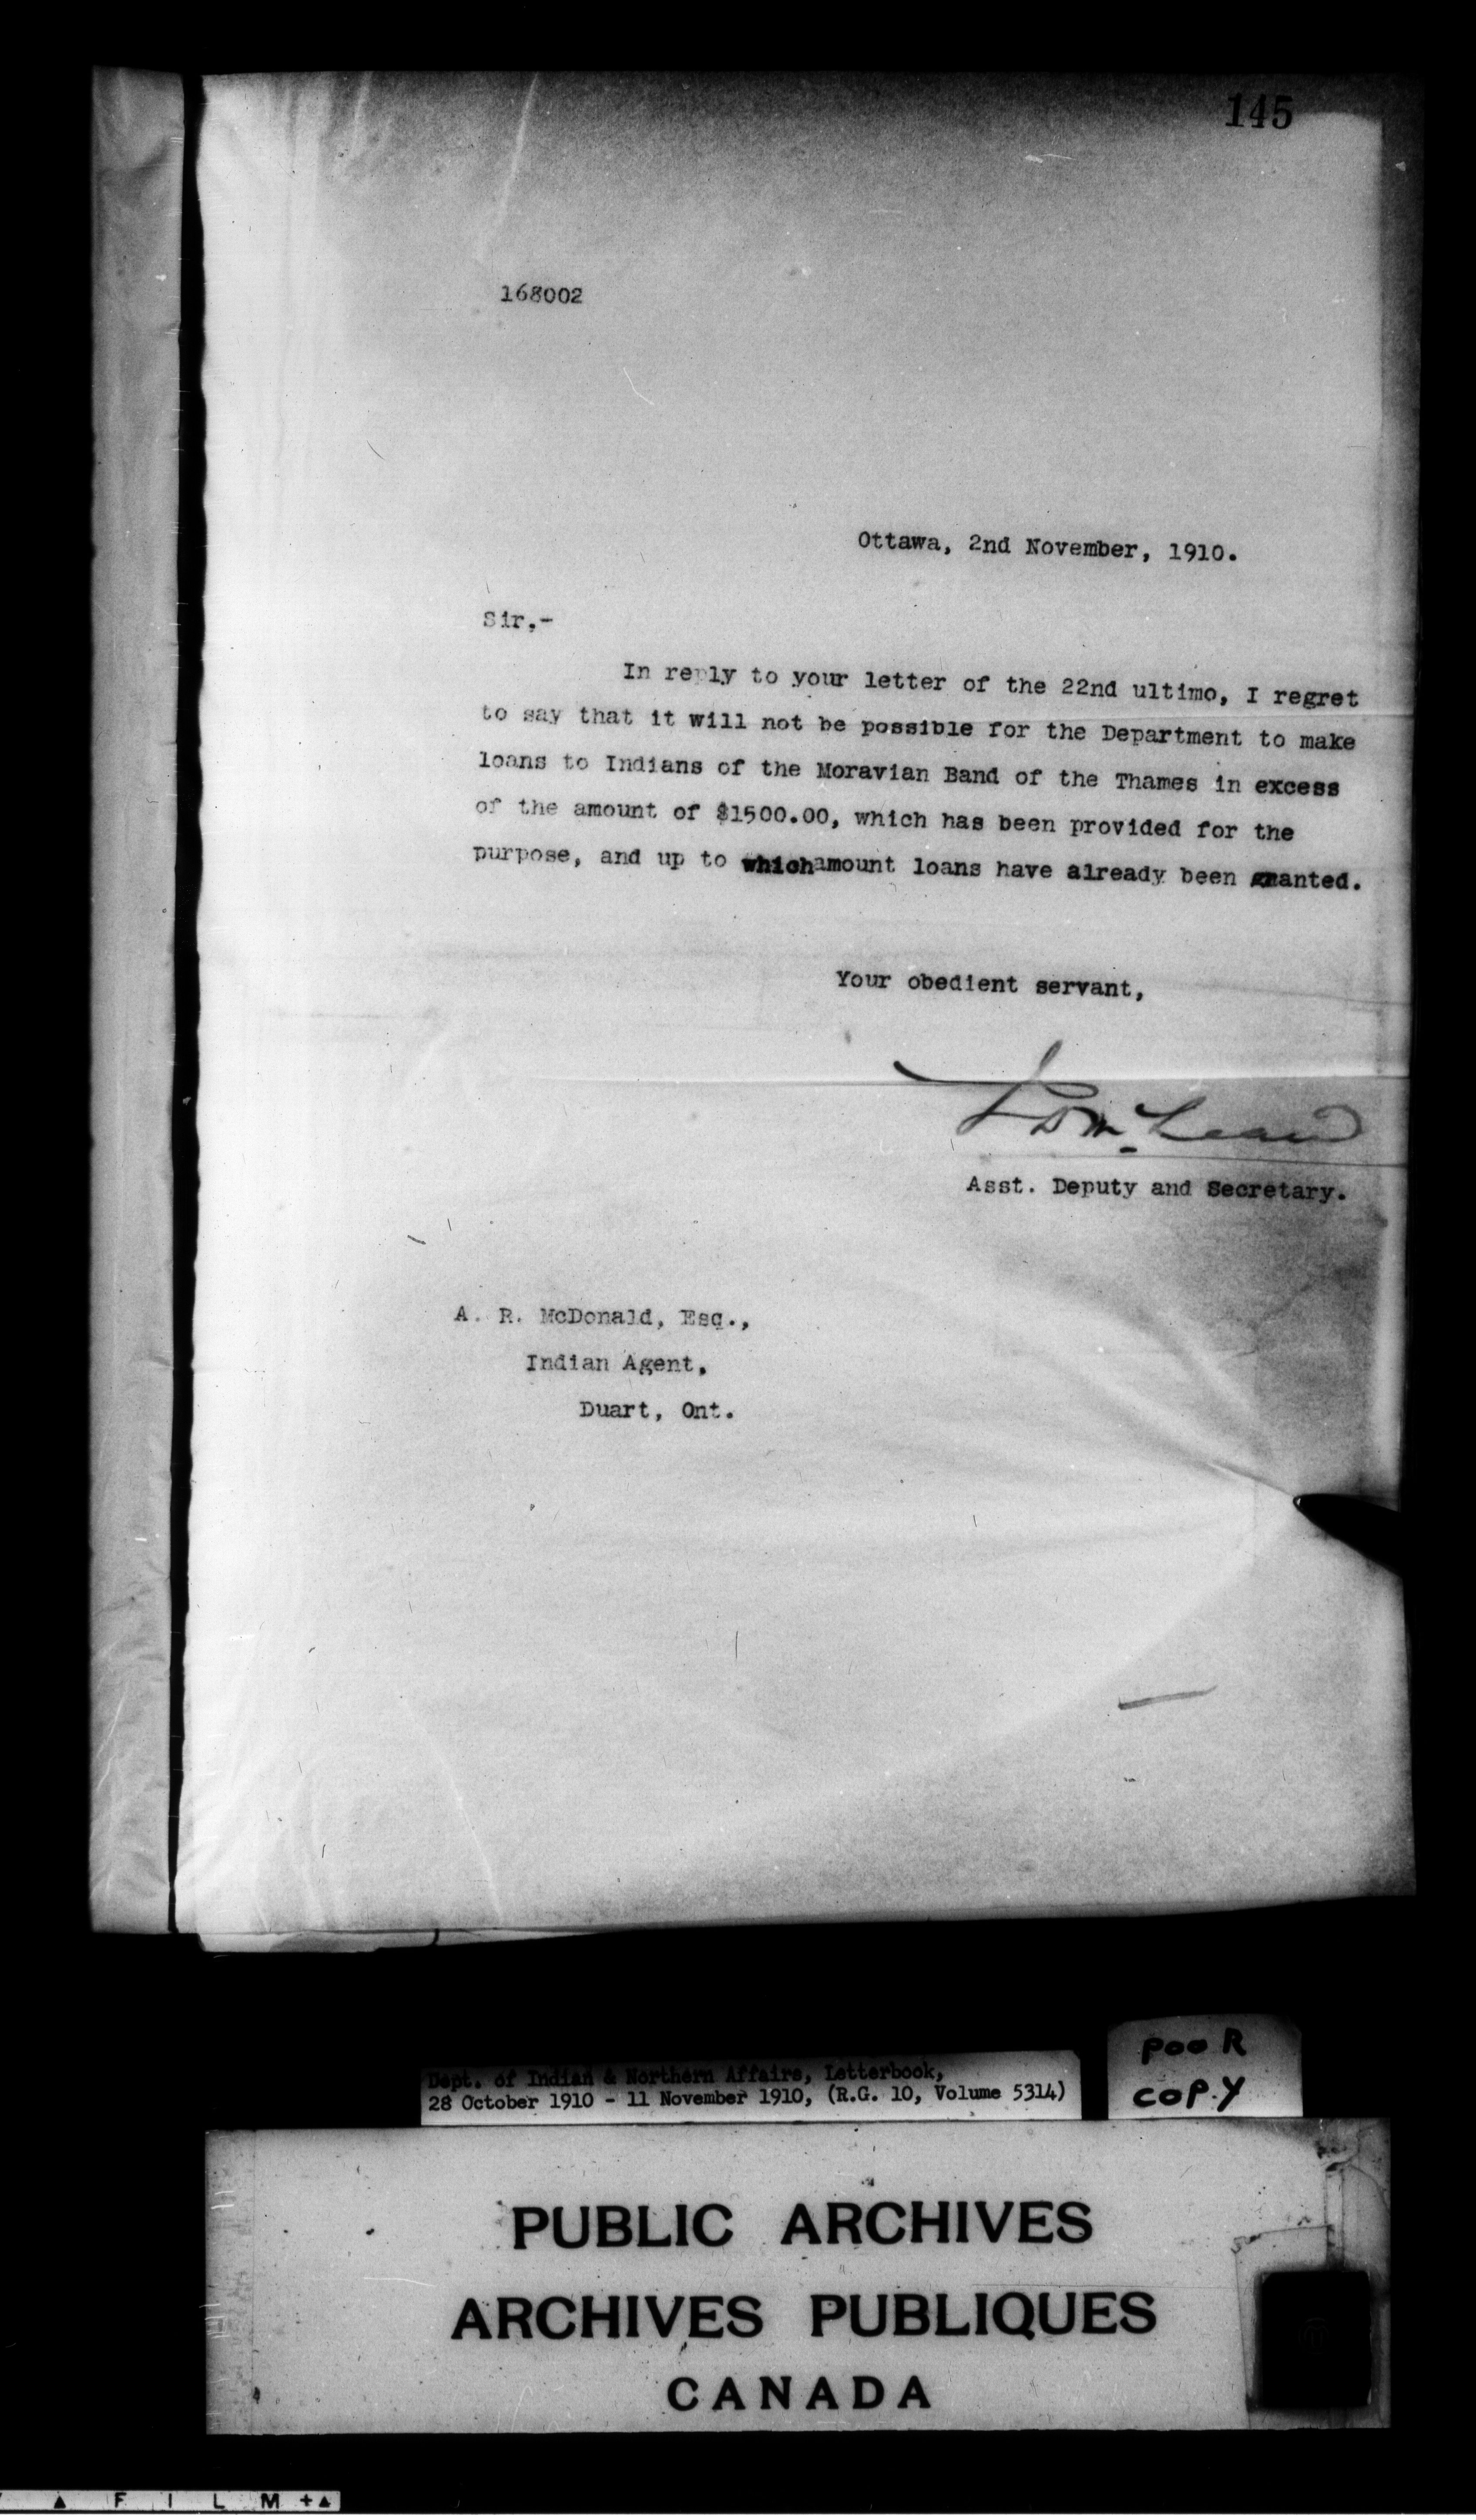 145
168002
Ottawa, 2nd November, 1910.
Sir.-
In reply to your letter of the 22nd ultimo, I regret
to say that it will not be possible for the Department to make
loans to Indians of the Moravian Band of the Thames in excess
of the amount of $1500.00, which has been provided for the
purpose, and up to which amount loans have already been granted.
Your obedient servant,
J D McLean
Asst. Deputy and Secretary.
A. R. McDonald, Esq.,
Indian Agent,
Duart, Ont.
Dept. of Indian & Northern Affairs, Letterbook,
28 October 1910 - 11 November 1910, (R.G. 10, Volume 5314)
POOR
COPY
PUBLIC ARCHIVES
ARCHIVES PUBLIQUES
CANADA
FILM